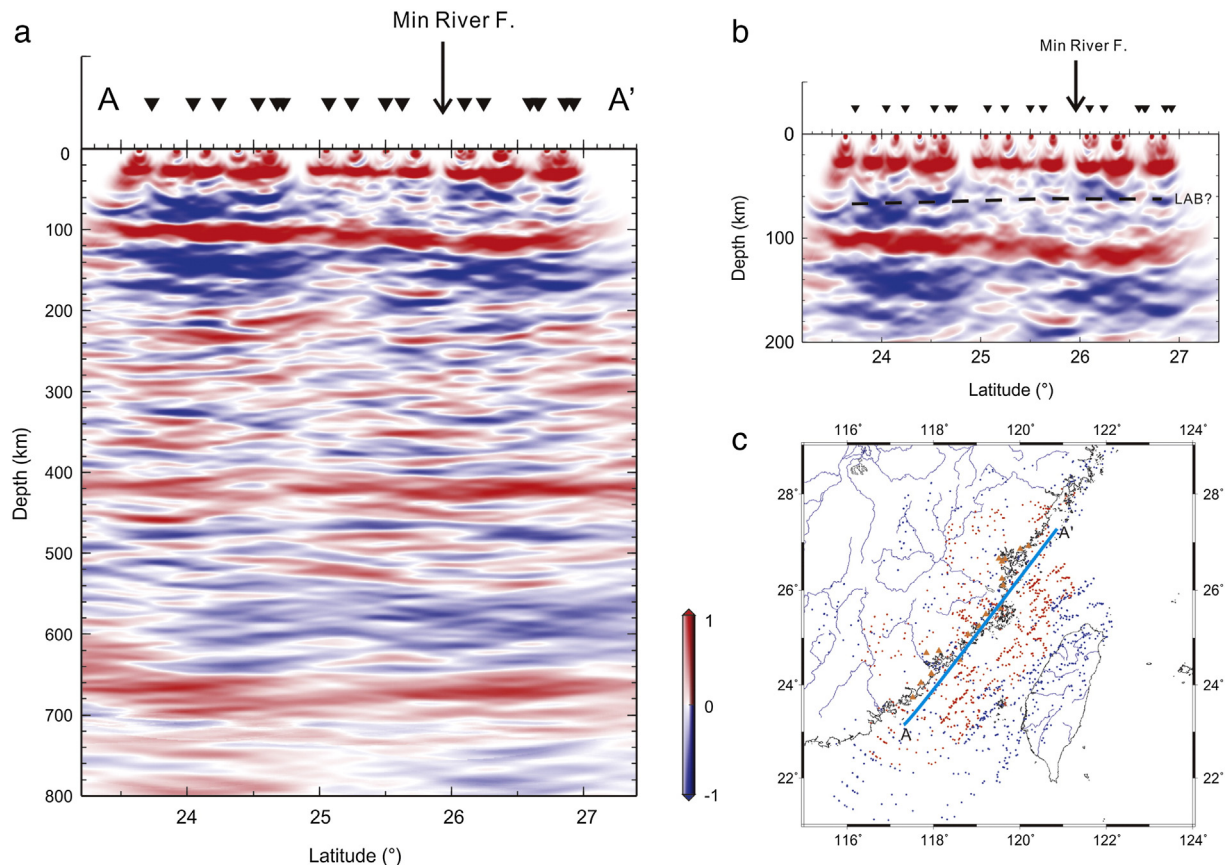 a
Min River F.
A
A’
0
100
200
300
400
500
600
700
800
Depth (km)
24
25
26
27
Latitude (°)
1
0
-1
b
Min River F.
0
100
200
Depth (km)
LAB?
24
25
26
27
Latitude (°)
c
116˚
118˚
120˚
122˚
124˚
28˚
26˚
24˚
22˚
28˚
26˚
24˚
22˚
A'
A
116˚
118˚
120˚
122˚
124˚